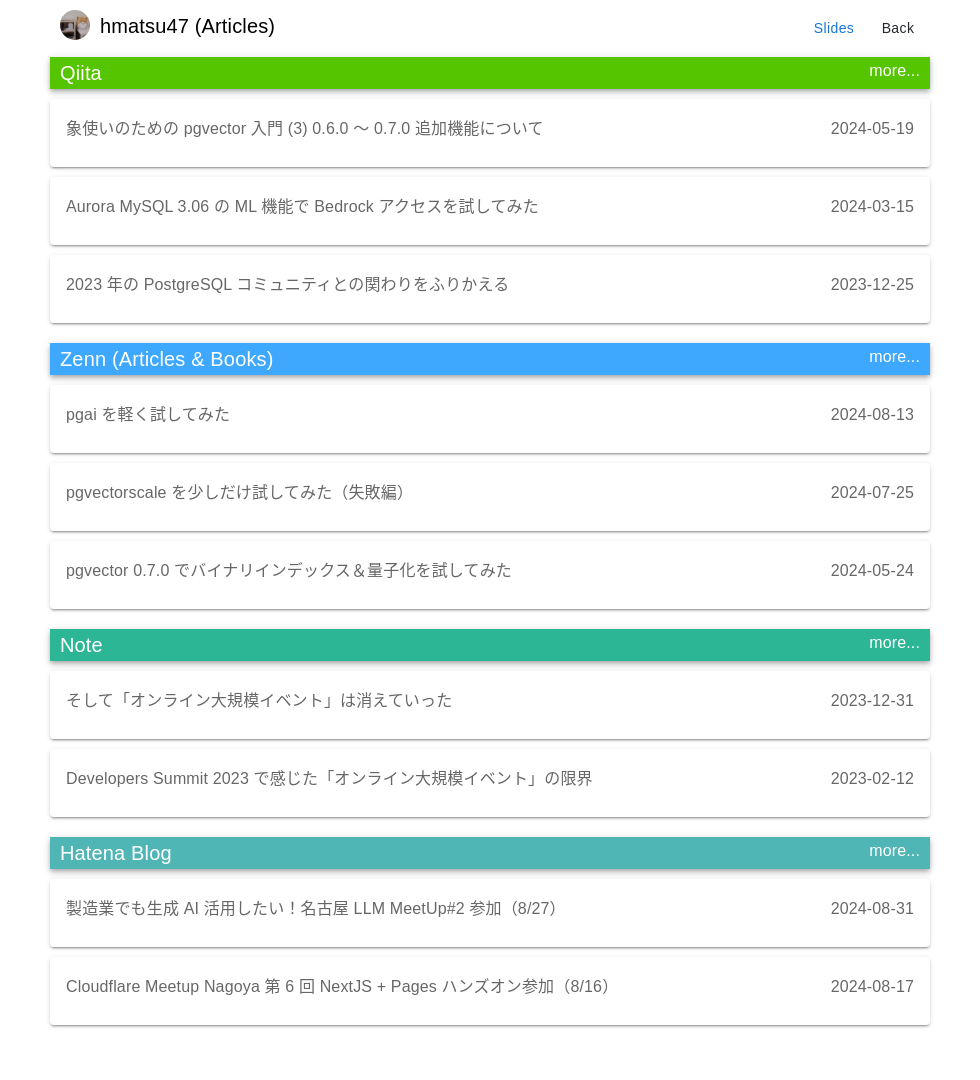 hmatsu47 (Articles)
Slides
Back
Qiita
more...
象使いのための pgvector 入門 (3) 0.6.0 〜 0.7.0 追加機能について
2024-05-19
Aurora MySQL 3.06 の ML 機能で Bedrock アクセスを試してみた
2024-03-15
2023 年の PostgreSQL コミュニティとの関わりをふりかえる
2023-12-25
Zenn (Articles & Books)
more...
pgai を軽く試してみた
2024-08-13
pgvectorscale を少しだけ試してみた（失敗編）
2024-07-25
pgvector 0.7.0 でバイナリインデックス＆量子化を試してみた
2024-05-24
Note
more...
そして「オンライン大規模イベント」は消えていった
2023-12-31
Developers Summit 2023 で感じた「オンライン大規模イベント」の限界
2023-02-12
Hatena Blog
more...
製造業でも生成 AI 活用したい！名古屋 LLM MeetUp#2 参加（8/27）
2024-08-31
Cloudflare Meetup Nagoya 第 6 回 NextJS + Pages ハンズオン参加（8/16）
2024-08-17